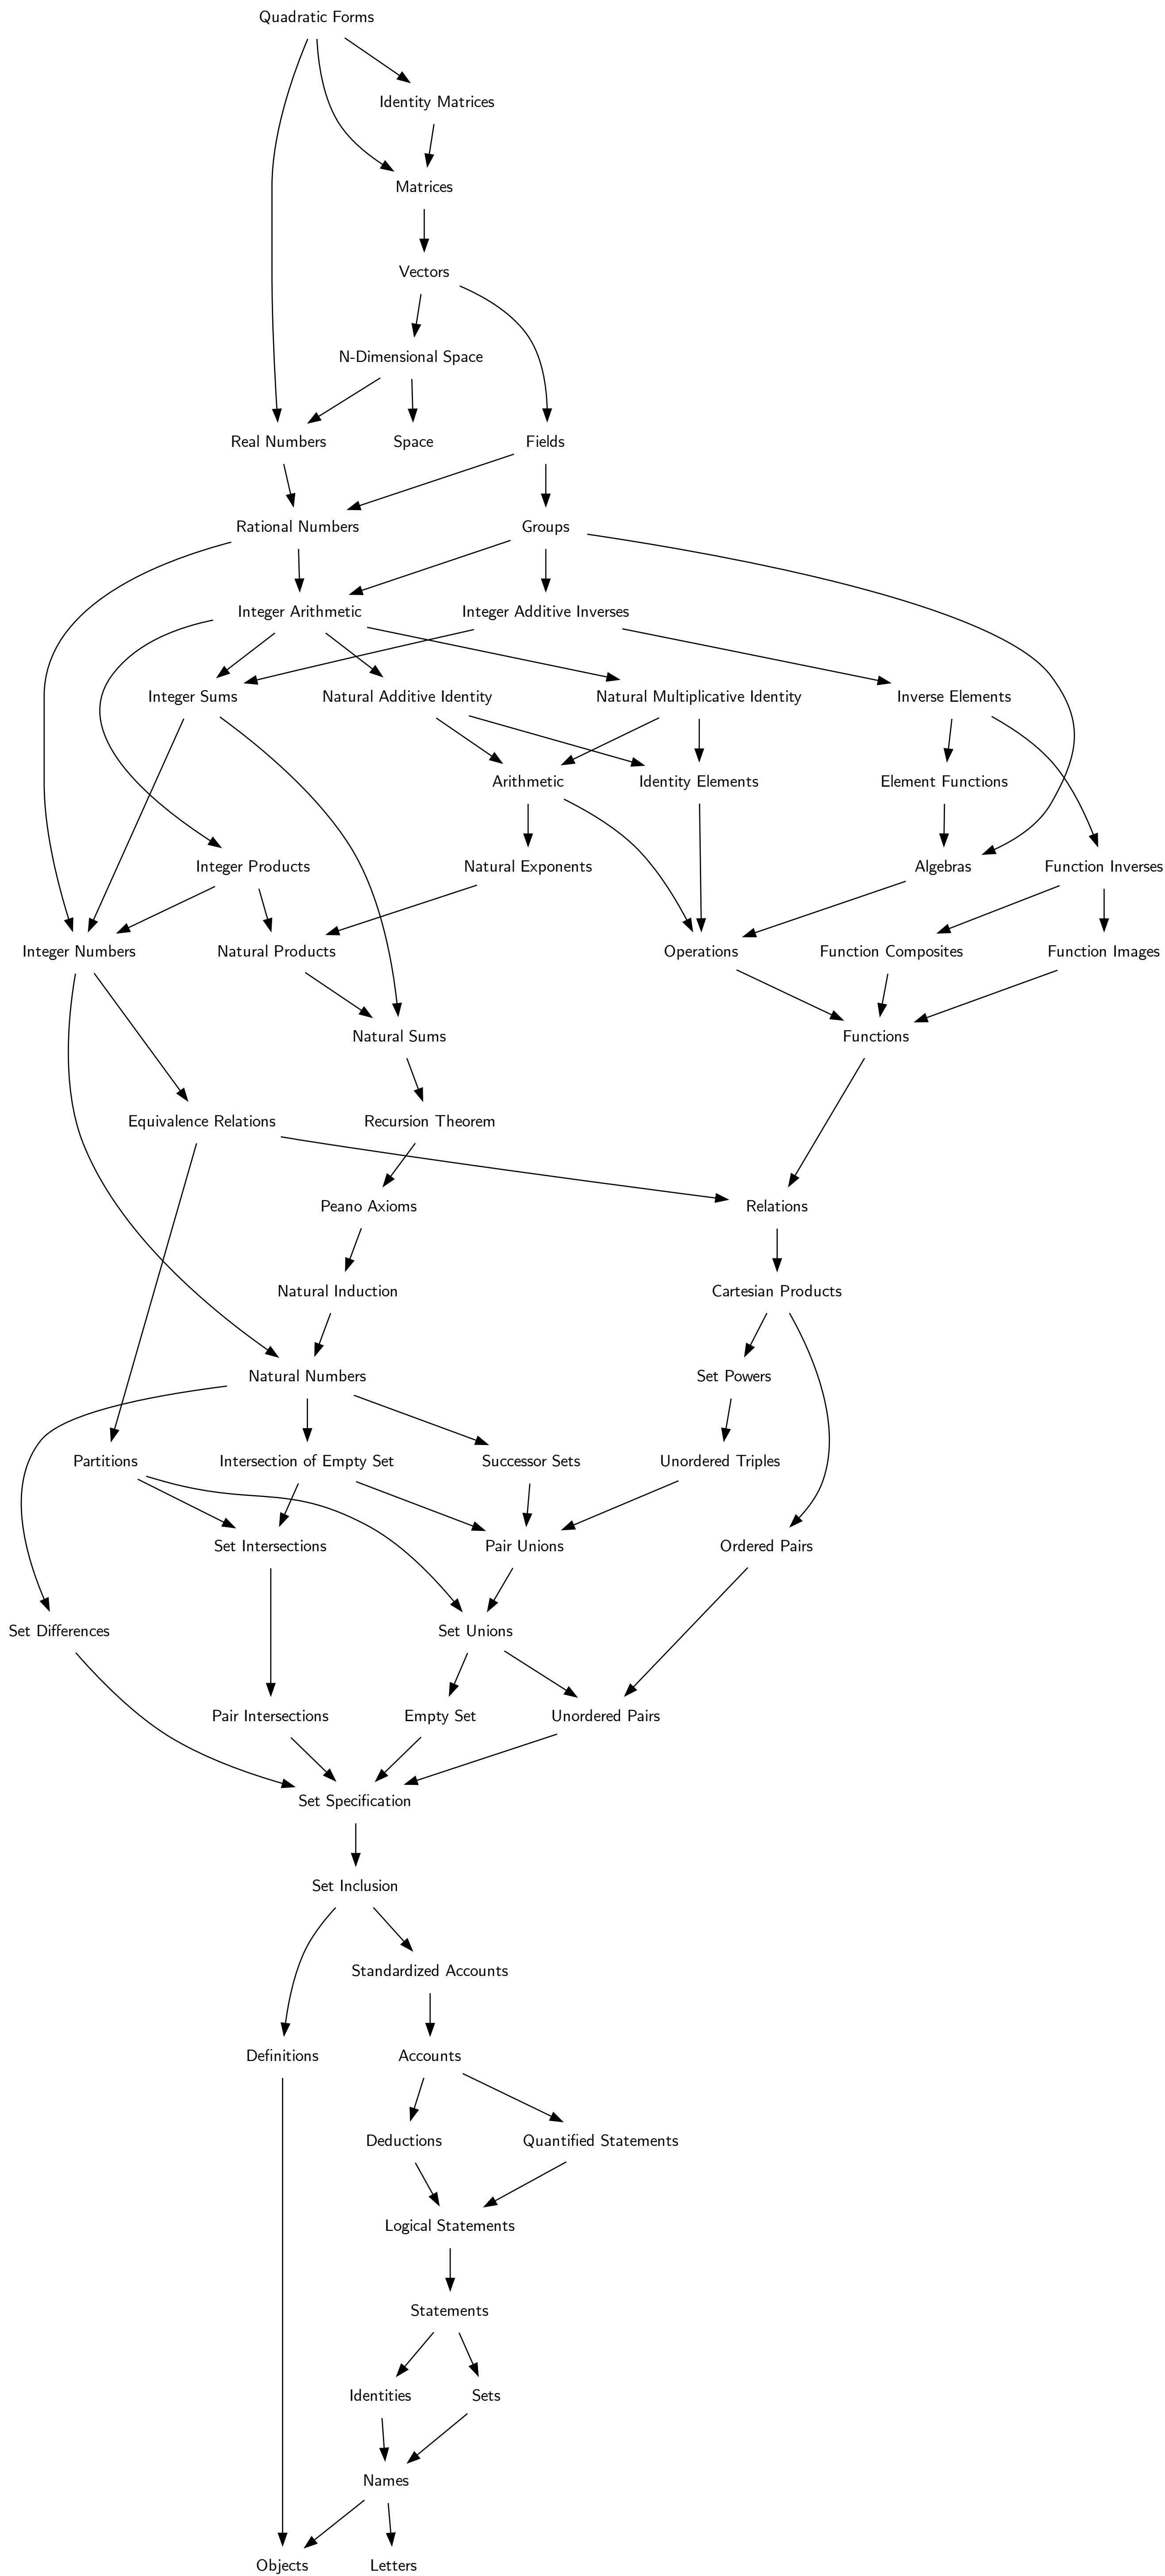 Quadratic Forms
Identity Matrices
Matrices
Vectors
N-Dimensional Space
Real Numbers
Space
Fields
Rational Numbers
Groups
Integer Arithmetic
Integer Additive Inverses
Integer Sums
Natural Additive Identity
Natural Multiplicative Identity
Inverse Elements
Arithmetic
Identity Elements
Element Functions
Integer Products
Natural Exponents
Algebras
Function Inverses
Integer Numbers
Natural Products
Operations
Function Composites
Function Images
Natural Sums
Functions
Equivalence Relations
Recursion Theorem
Peano Axioms
Relations
Natural Induction
Cartesian Products
Natural Numbers
Set Powers
Partitions
Intersection of Empty Set
Successor Sets
Unordered Triples
Set Intersections
Pair Unions
Ordered Pairs
Set Differences
Set Unions
Pair Intersections
Empty Set
Unordered Pairs
Set Specification
Set Inclusion
Standardized Accounts
Definitions
Accounts
Deductions
Quantified Statements
Logical Statements
Statements
Identities
Sets
Names
Objects
Letters